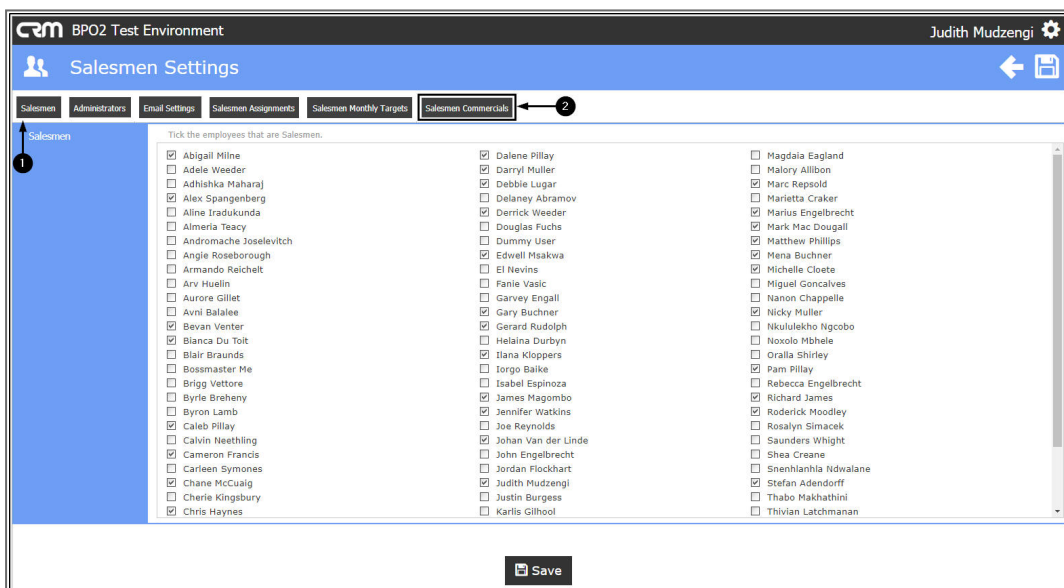 CRM BPO2 Test Environment
Judith Mudzengi
Salesmen Settings
Salesmen Administrators Email Settings Salesmen Assignments Salesmen Monthly Targets Salesmen Commercials
2
1
Salesmen
Tick the employees that are Salesmen.
Abigail Milne
Adele Weeder
Adhishka Maharaj
Alex Spangenberg
Aline Iradukunda
Almeria Teacy
Andromache Joselevitch
Angie Roseborough
Armando Reichelt
Arv Huelin
Aurore Gillet
Avni Balalee
Bevan Venter
Bianca Du Toit
Blair Braunds
Bossmaster Me
Brigg Vettore
Byrle Breheny
Byron Lamb
Caleb Pillay
Calvin Neethling
Cameron Francis
Carleen Symones
Chane McCuaig
Cherie Kingsbury
Chris Haynes
Dalene Pillay
Darryl Muller
Debbie Lugar
Delaney Abramov
Derrick Weeder
Douglas Fuchs
Dummy User
Edwell Msakwa
El Nevins
Fanie Vasic
Garvey Engall
Gary Buchner
Gerard Rudolph
Helaina Durbyn
Ilana Kloppers
Iorgo Baike
Isabel Espinoza
James Magombo
Jennifer Watkins
Joe Reynolds
Johan Van der Linde
John Engelbrecht
Jordan Flockhart
Judith Mudzengi
Justin Burgess
Karlis Gilhool
Magdaia Eagland
Malory Allibon
Marc Repsold
Marietta Craker
Marius Engelbrecht
Mark Mac Dougall
Matthew Phillips
Mena Buchner
Michelle Cloete
Miguel Goncalves
Nanon Chappelle
Nicky Muller
Nkululekho Ngcobo
Noxolo Mbhele
Oralla Shirley
Pam Pillay
Rebecca Engelbrecht
Richard James
Roderick Moodley
Rosalyn Simacek
Saunders Whight
Shea Creane
Snenhlanhla Ndwalane
Stefan Adendorff
Thabo Makhathini
Thivian Latchmanan
Save